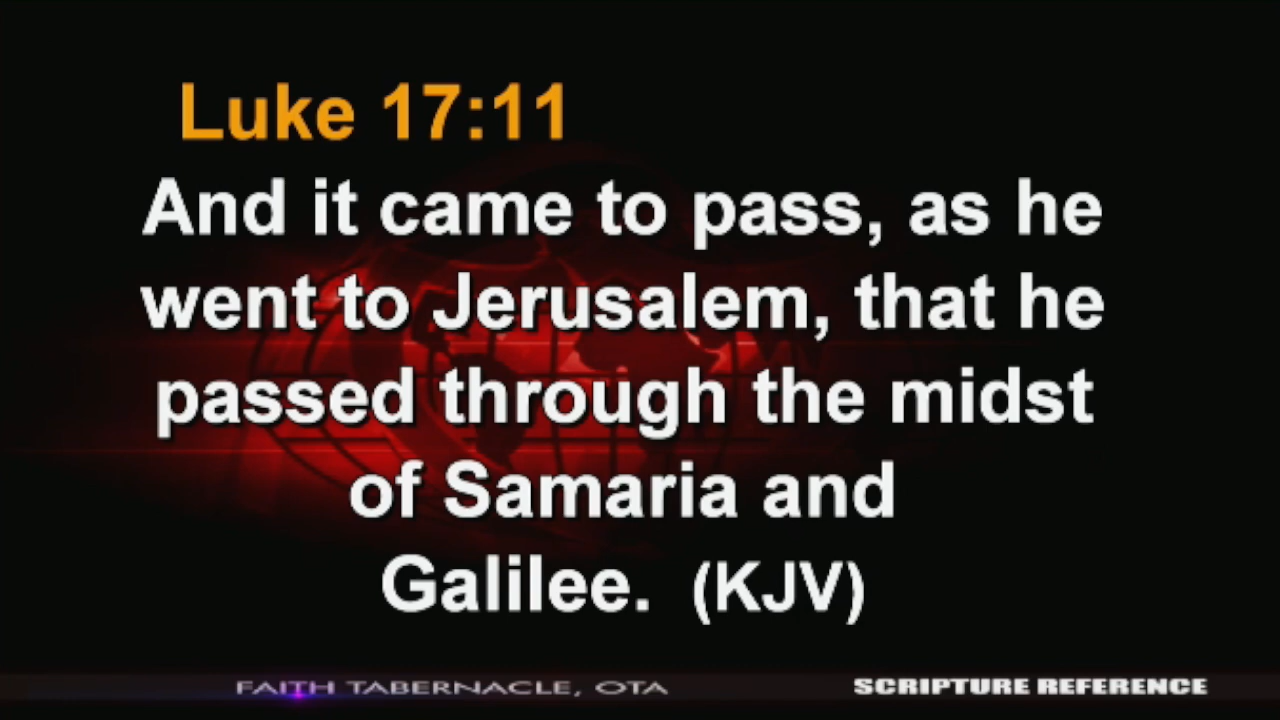 Luke 17:11
And it came to pass, as he
went to Jerusalem, that he
passed through the midst
of Samaria and
Galilee. (KJV)
FAITH TABERNACLE, OTA
SCRIPTURE REFERENCE